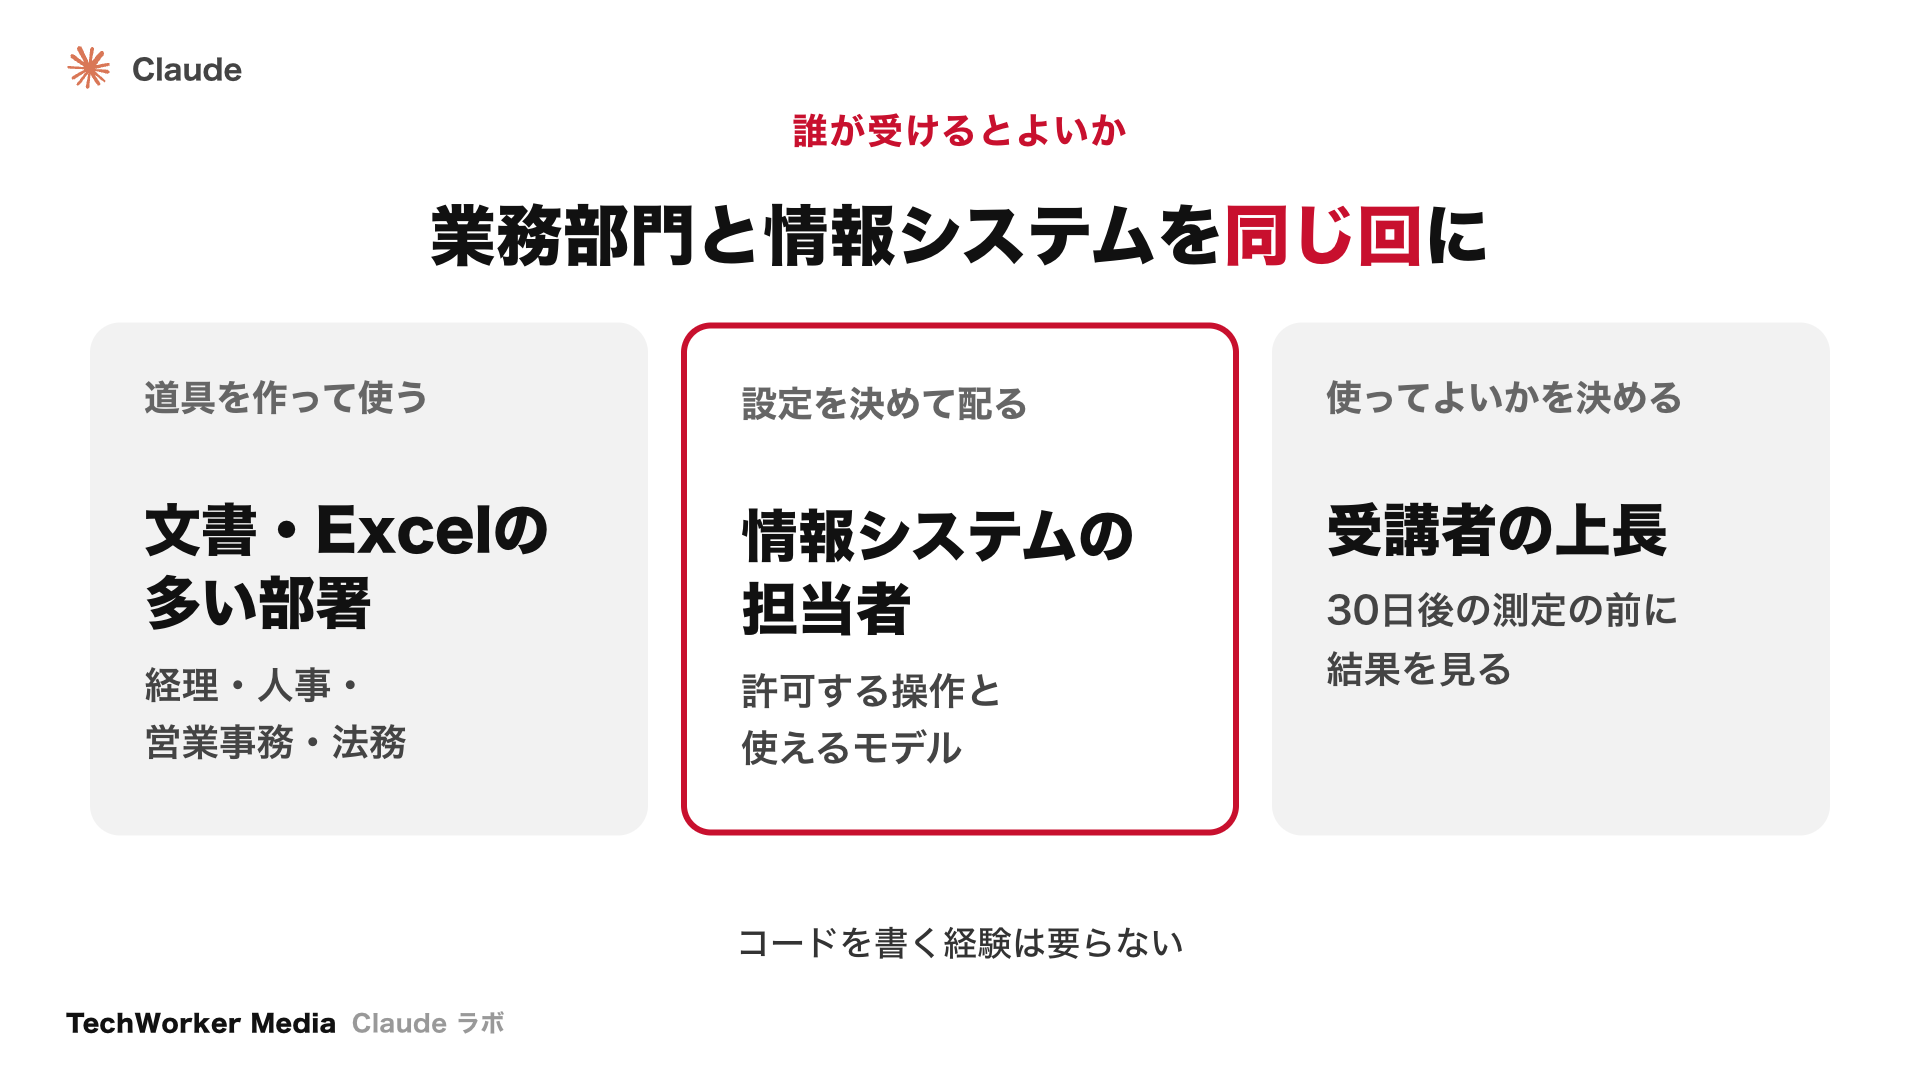 Claude
誰が受けるとよいか
業務部門と情報システムを同じ回に
道具を作って使う
文書・Excelの
多い部署
経理・人事・
営業事務・法務
設定を決めて配る
情報システムの
担当者
許可する操作と
使えるモデル
使ってよいかを決める
受講者の上長
30日後の測定の前に
結果を見る
コードを書く経験は要らない
TechWorker Media Claude ラボ